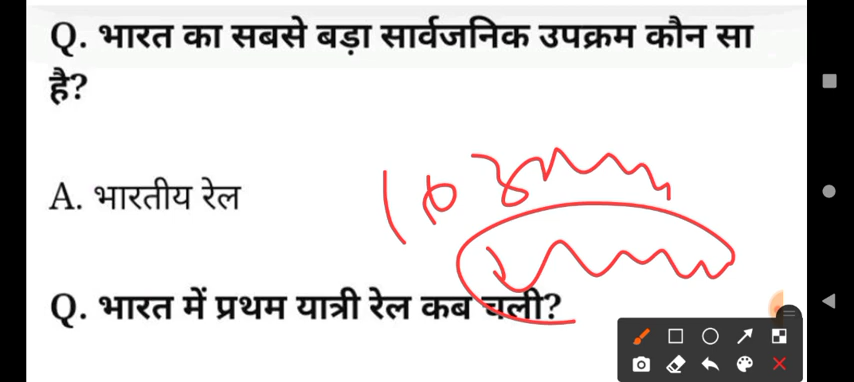 Q. भारत का सबसे बड़ा सार्वजनिक उपक्रम कौन सा
है?
A. भारतीय रेल
Q. भारत में प्रथम यात्री रेल कब चली?